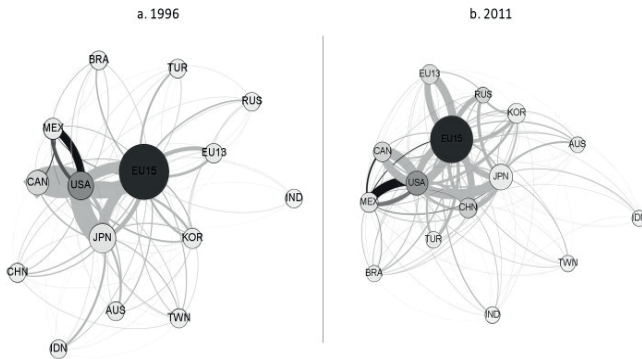 a. 1996
BRA
TUR
RUS
MEX
EU13
EU15
CAN
USA
IND
JPN
KOR
CHN
AUS
TWN
IDN
b. 2011
EU13
RUS
KOR
EU15
AUS
CAN
JPN
USA
MEX
CHN
IDN
TUR
TWN
BRA
IND